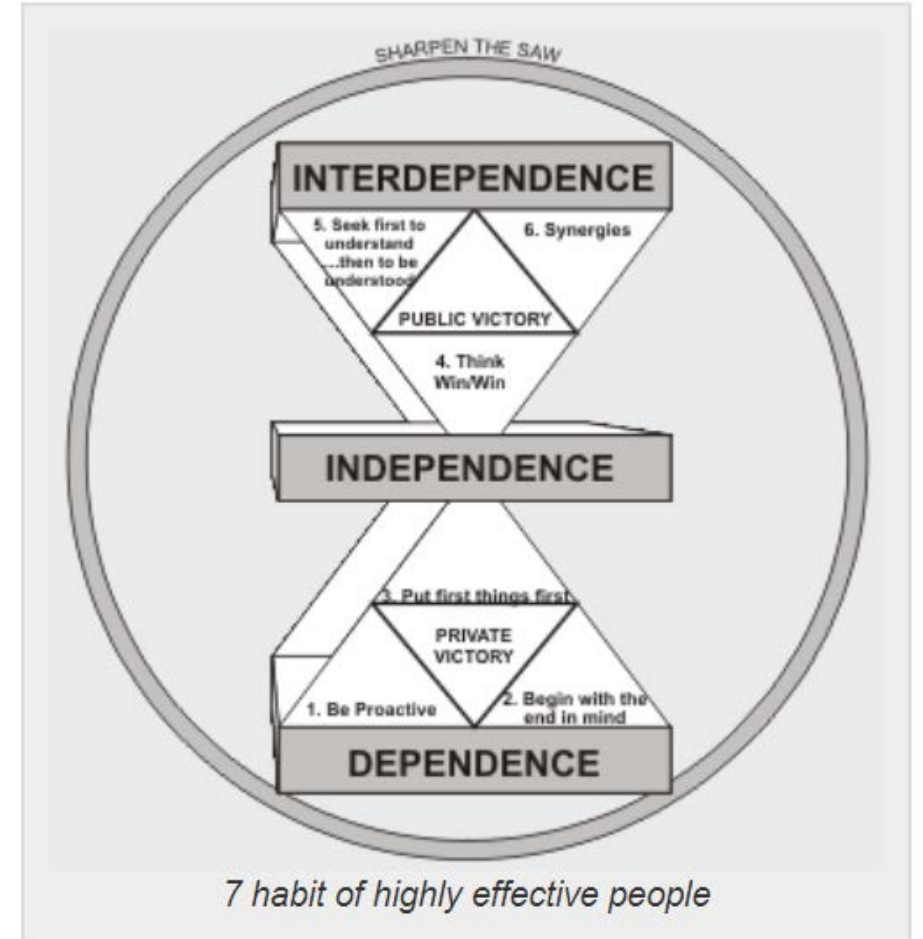 SHARPEN THE SAW
INTERDEPENDENCE
5. Seek first to
understand
....then to be
understood
6. Synergies
PUBLIC VICTORY
4. Think
Win/Win
INDEPENDENCE
3. Put first things first
PRIVATE
VICTORY
1. Be Proactive
2. Begin with the
end in mind
DEPENDENCE
7 habit of highly effective people